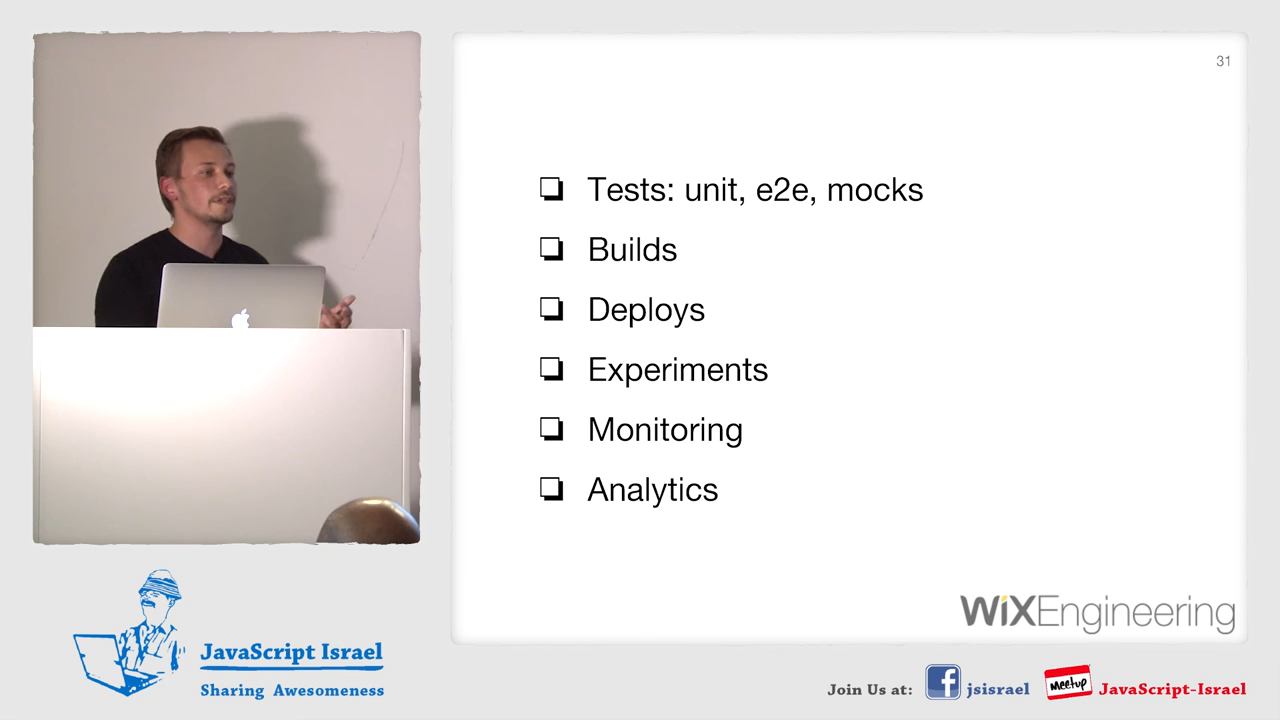 31
Tests: unit, e2e, mocks
Builds
Deploys
Experiments
Monitoring
Analytics
WiXEngineering
JavaScript Israel
Sharing Awesomeness
Join Us at: jsisrael Meetup JavaScript-Israel